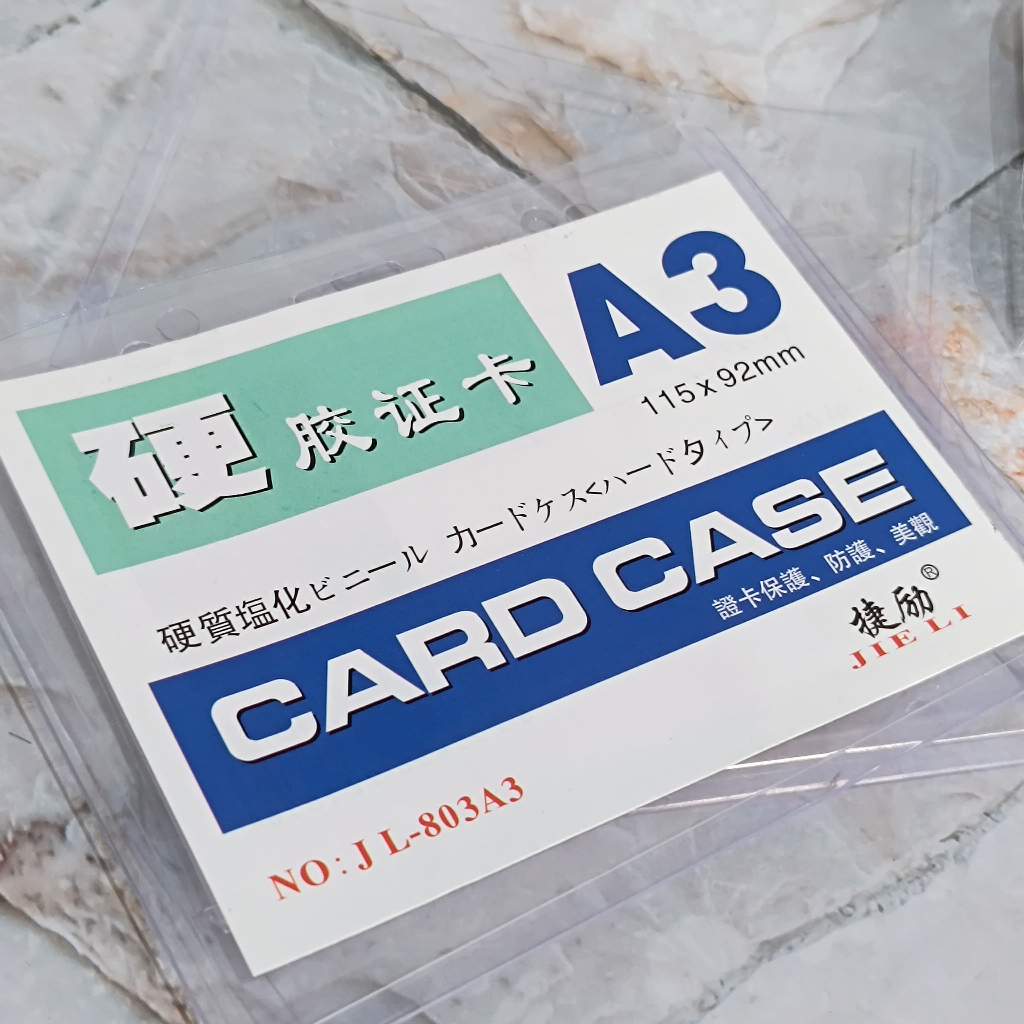 硬胶证卡
A3
115x92mm
硬質塩化ビニール カードケス<ハードタイプ>
CARD CASE
證卡保護、防護、美觀
捷励®
JIE LI
NO: JL-803A3